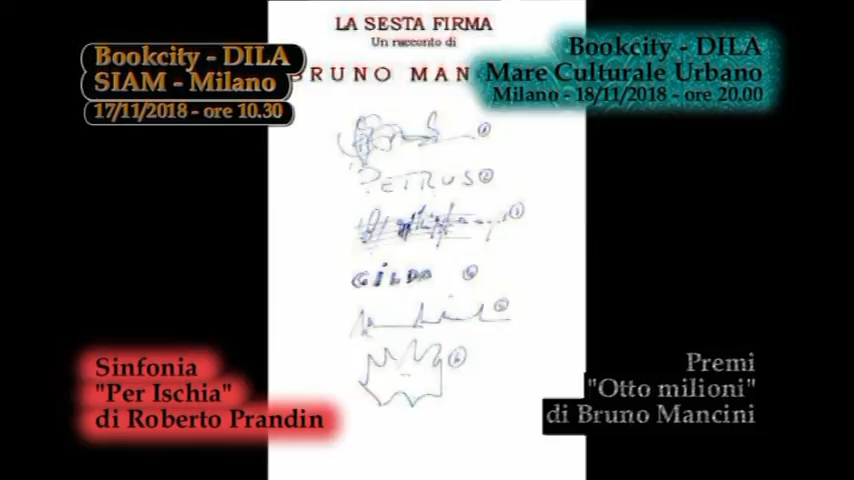 LA SESTA FIRMA
Un racconto di
BRUNO MAN
Bookcity - DILA
SIAM - Milano
17/11/2018 - ore 10.30
Bookcity - DILA
Mare Culturale Urbano
Milano - 18/11/2018 - ore 20.00
PETRUS 2
GILDO
Sinfonia
"Per Ischia"
di Roberto Prandin
Premi
"Otto milioni"
di Bruno Mancini